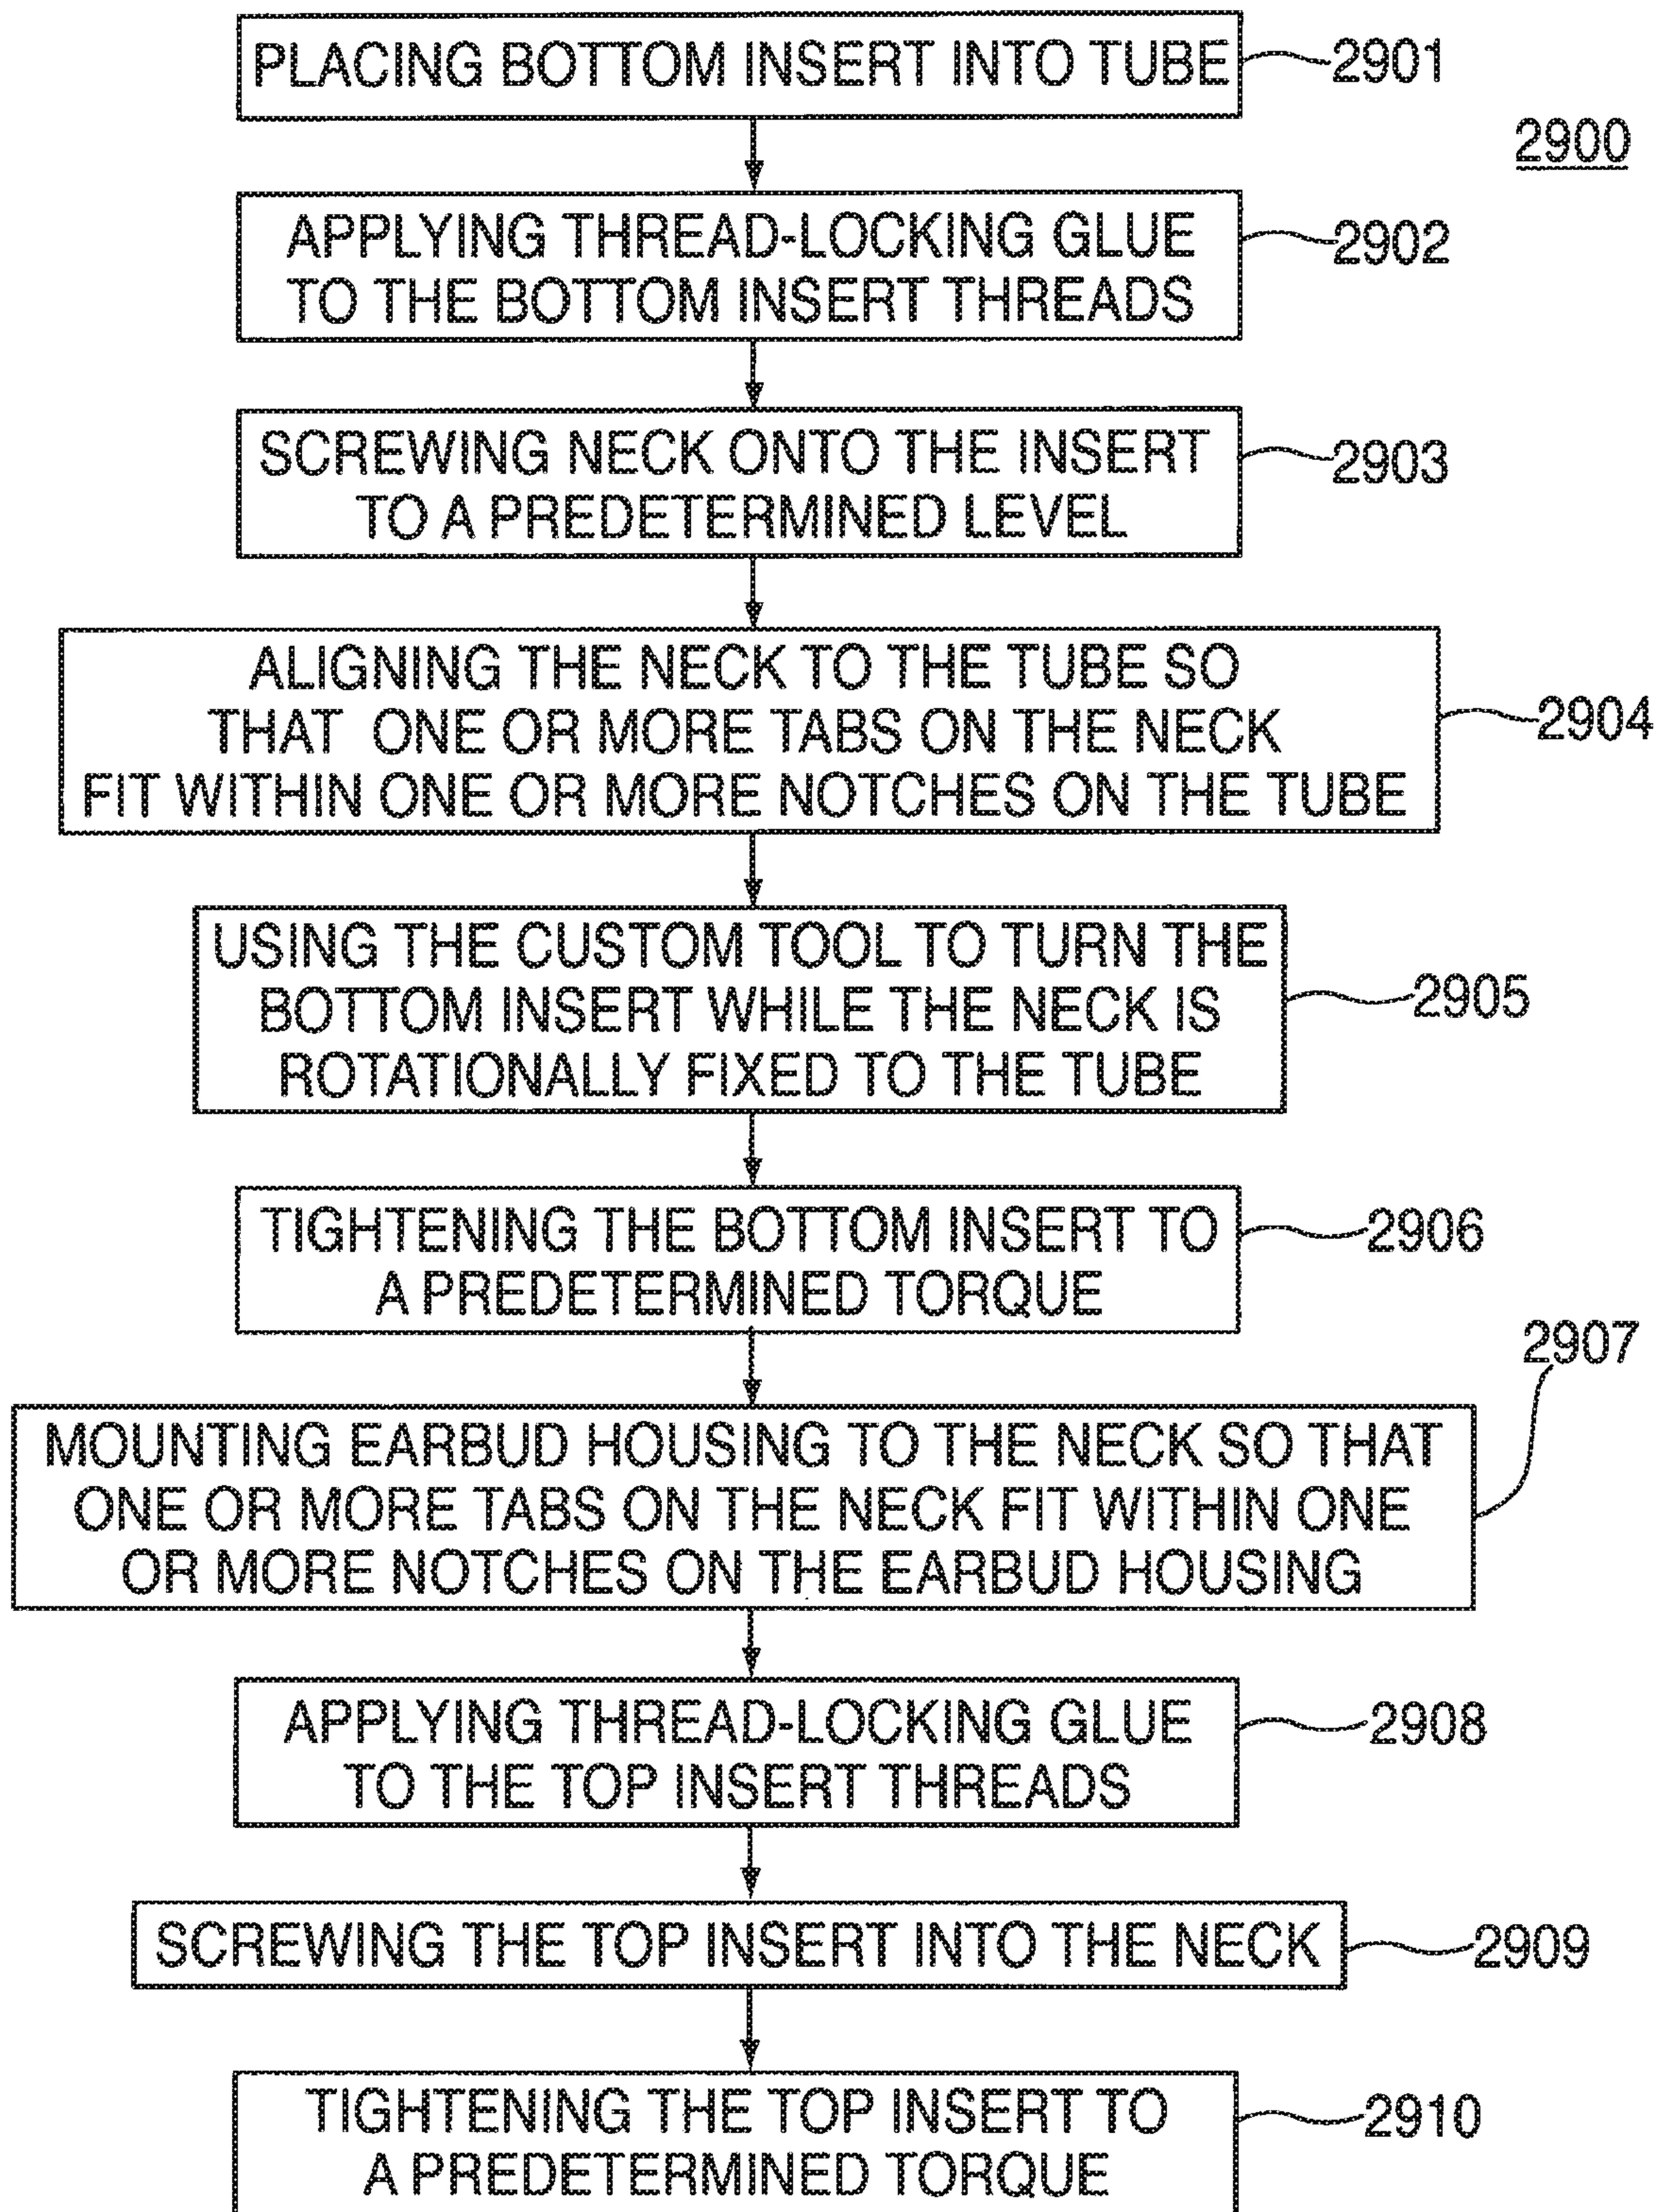 PLACING BOTTOM INSERT INTO TUBE
2901
2900
APPLYING THREAD-LOCKING GLUE
TO THE BOTTOM INSERT THREADS
2902
SCREWING NECK ONTO THE INSERT
TO A PREDETERMINED LEVEL
2903
ALIGNING THE NECK TO THE TUBE SO
THAT ONE OR MORE TABS ON THE NECK
FIT WITHIN ONE OR MORE NOTCHES ON THE TUBE
2904
USING THE CUSTOM TOOL TO TURN THE
BOTTOM INSERT WHILE THE NECK IS
ROTATIONALLY FIXED TO THE TUBE
2905
TIGHTENING THE BOTTOM INSERT TO
A PREDETERMINED TORQUE
2906
MOUNTING EARBUD HOUSING TO THE NECK SO THAT
ONE OR MORE TABS ON THE NECK FIT WITHIN ONE
OR MORE NOTCHES ON THE EARBUD HOUSING
2907
APPLYING THREAD-LOCKING GLUE
TO THE TOP INSERT THREADS
2908
SCREWING THE TOP INSERT INTO THE NECK
2909
TIGHTENING THE TOP INSERT TO
A PREDETERMINED TORQUE
2910